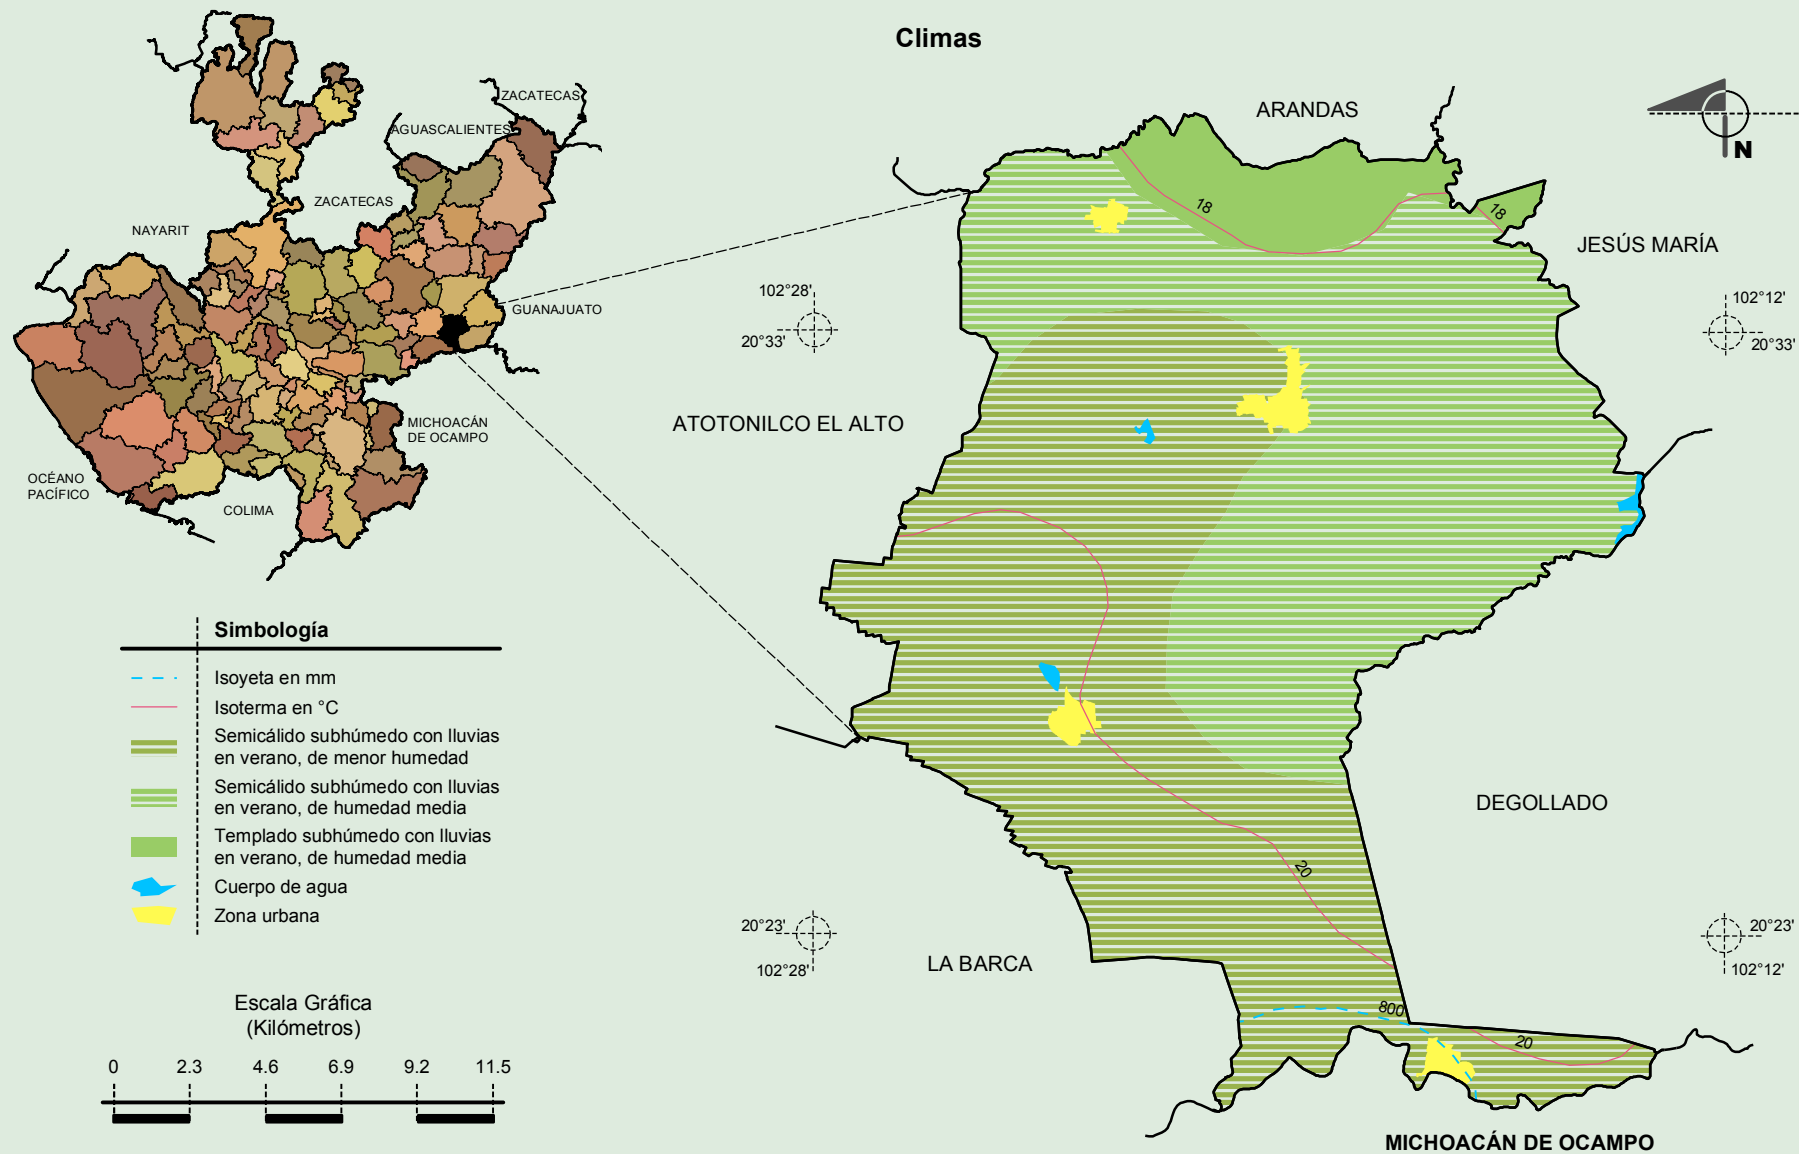 Climas
ZACATECAS
AGUASCALIENTES
ZACATECAS
NAYARIT
GUANAJUATO
MICHOACÁN
DE OCAMPO
OCÉANO
PACÍFICO
COLIMA
ARANDAS
N
18
18
JESÚS MARÍA
102°28'
20°33'
102°12'
20°33'
ATOTONILCO EL ALTO
DEGOLLADO
20
20°23'
102°28'
20°23'
102°12'
LA BARCA
800
20
MICHOACÁN DE OCAMPO
Simbología
Isoyeta en mm
Isoterma en °C
Semicálido subhúmedo con lluvias
en verano, de menor humedad
Semicálido subhúmedo con lluvias
en verano, de humedad media
Templado subhúmedo con lluvias
en verano, de humedad media
Cuerpo de agua
Zona urbana
Escala Gráfica
(Kilómetros)
0 2.3 4.6 6.9 9.2 11.5